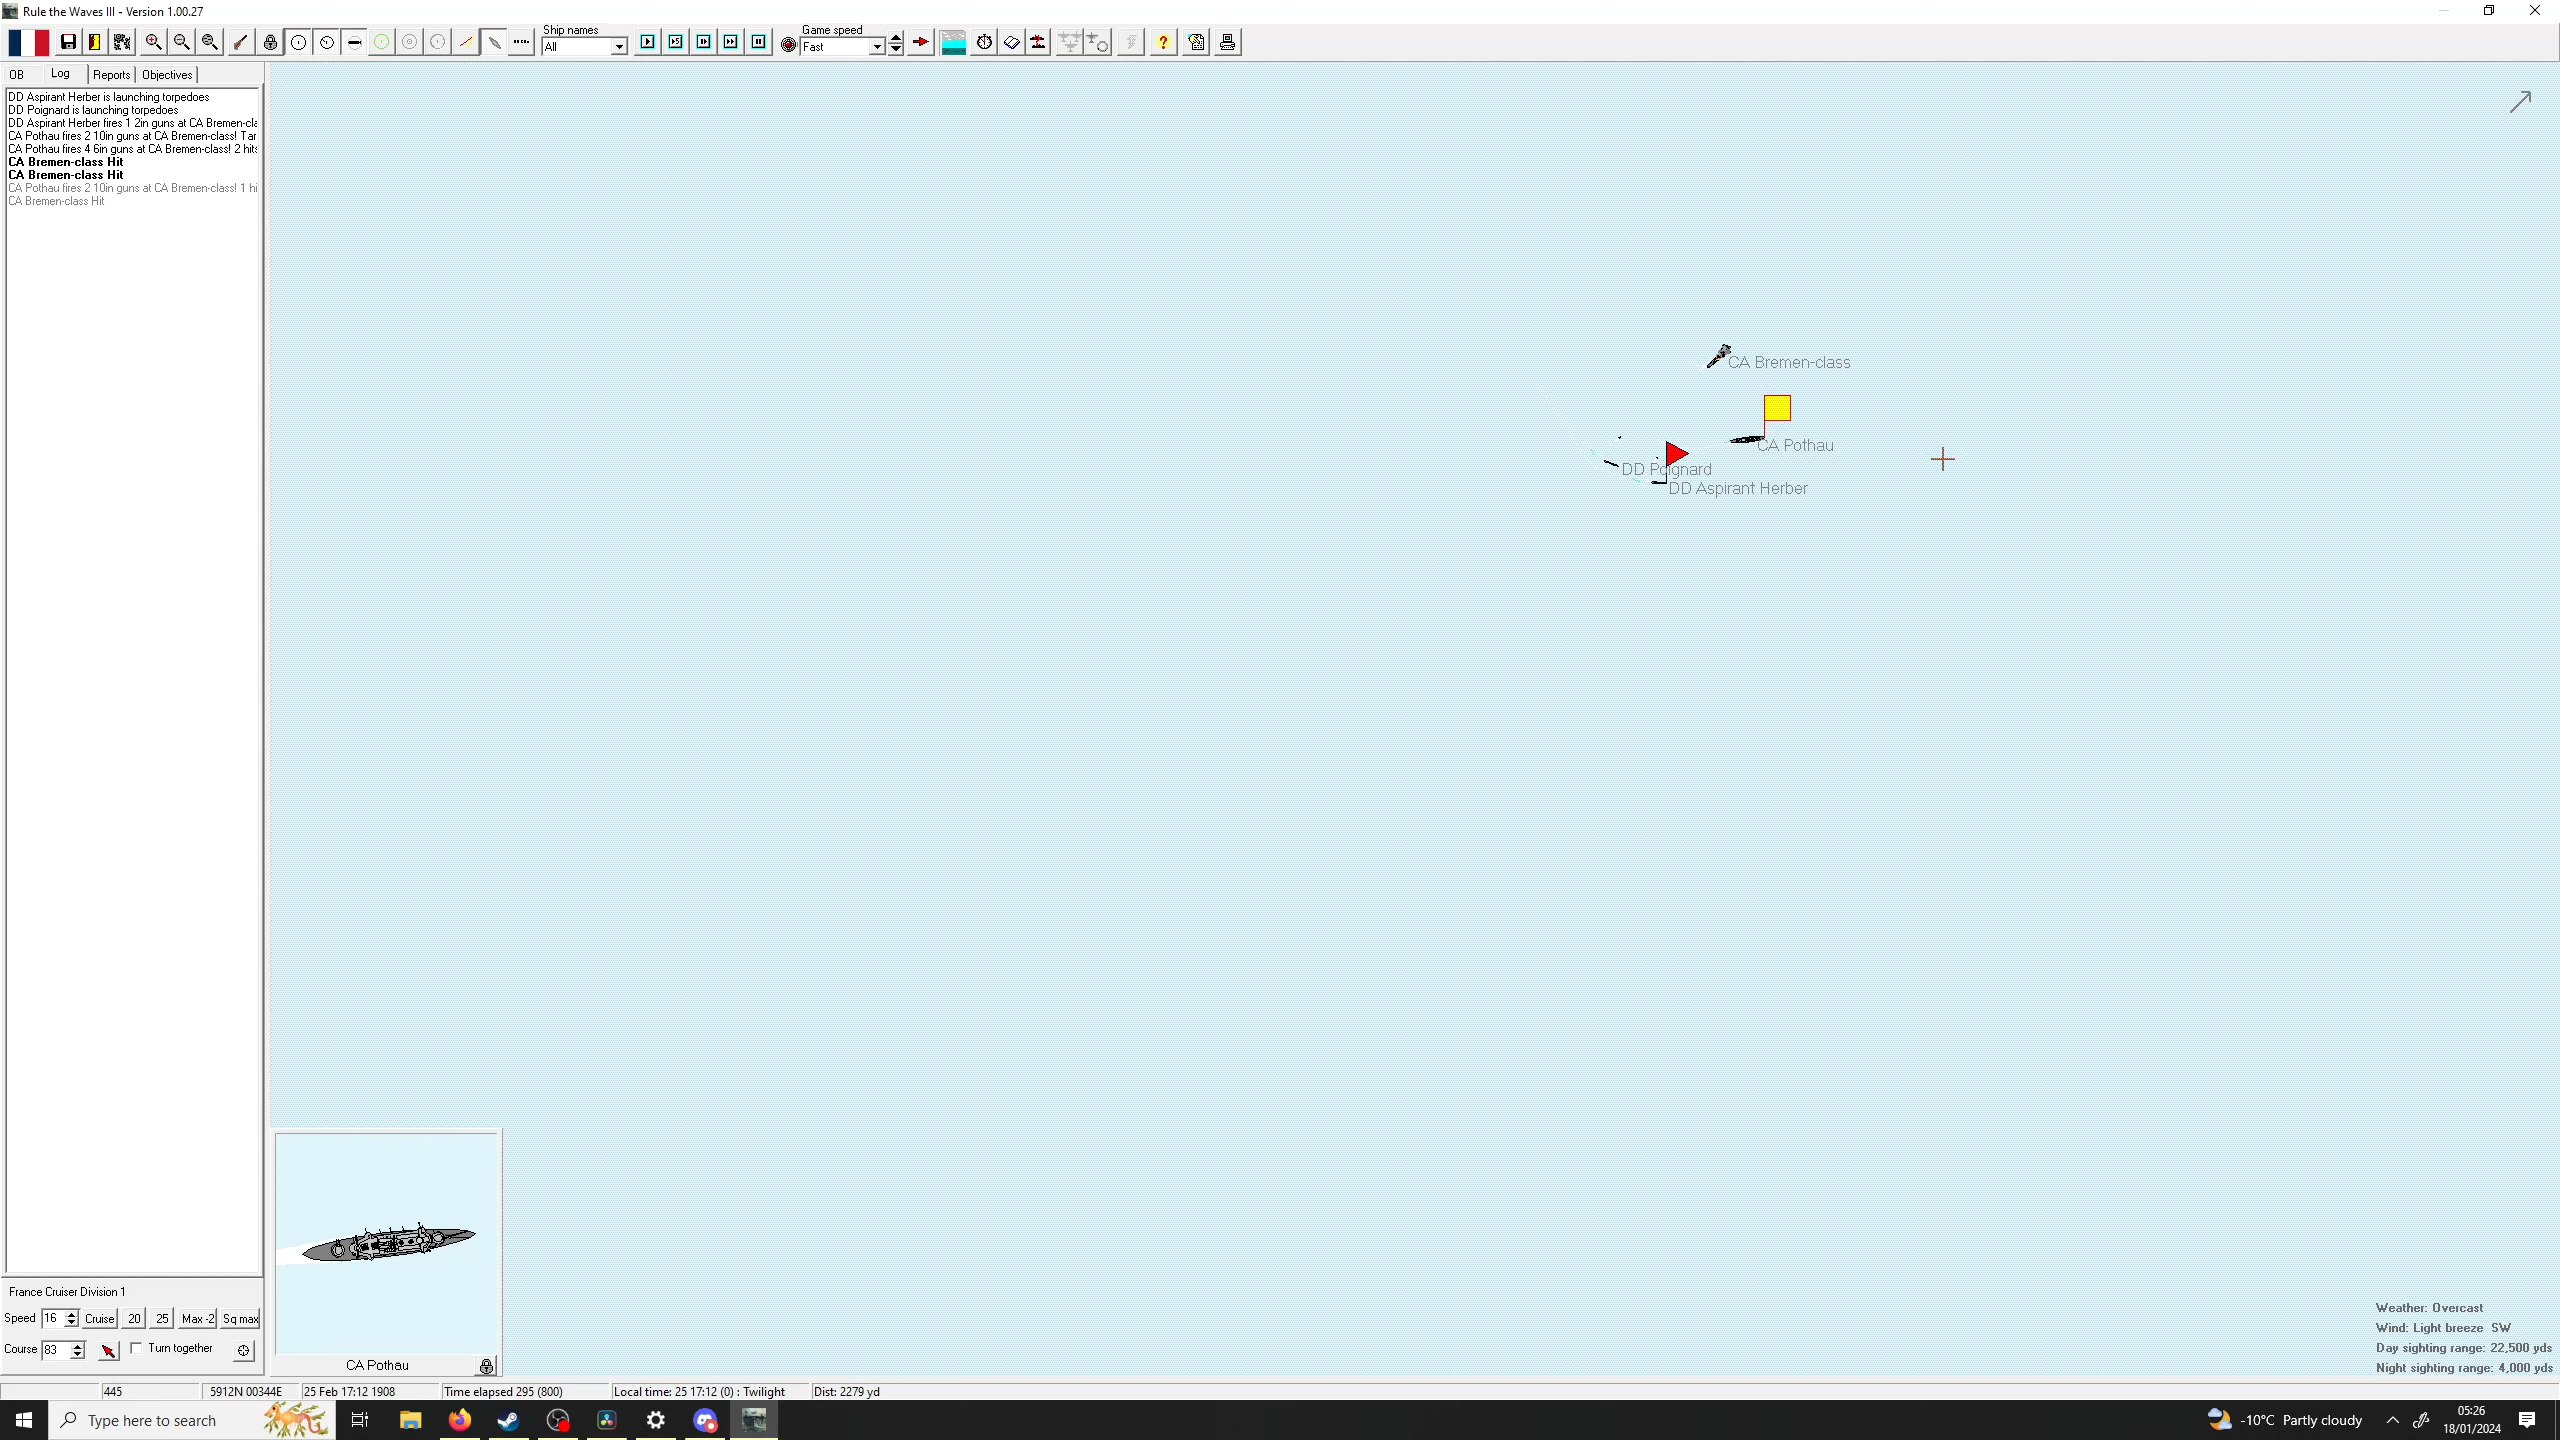 Rule the Waves III - Version 1.00.27
Ship names
All
Game speed
Fast
OB
Log
Reports
Objectives
DD Aspirant Herber is launching torpedoes
DD Poignard is launching torpedoes
DD Aspirant Herber fires 1 2in guns at CA Bremen-cla
CA Pothau fires 2 10in guns at CA Bremen-class! Tar
CA Pothau fires 4 6in guns at CA Bremen-class! 2 hits
CA Bremen-class Hit
CA Bremen-class Hit
CA Pothau fires 2 10in guns at CA Bremen-class! 1 hi
CA Bremen-class Hit
CA Bremen-class
CA Pothau
DD Poignard
DD Aspirant Herber
France Cruiser Division 1
Speed 16 Cruise 20 25 Max -2 Sq max
Course 83 Turn together
CA Pothau
Weather: Overcast
Wind: Light breeze SW
Day sighting range: 22,500 yds
Night sighting range: 4,000 yds
445
5912N 00344E
25 Feb 17:12 1908
Time elapsed 295 (800)
Local time: 25 17:12 (0) : Twilight
Dist: 2279 yd
Type here to search
-10°C Partly cloudy
05:26
18/01/2024